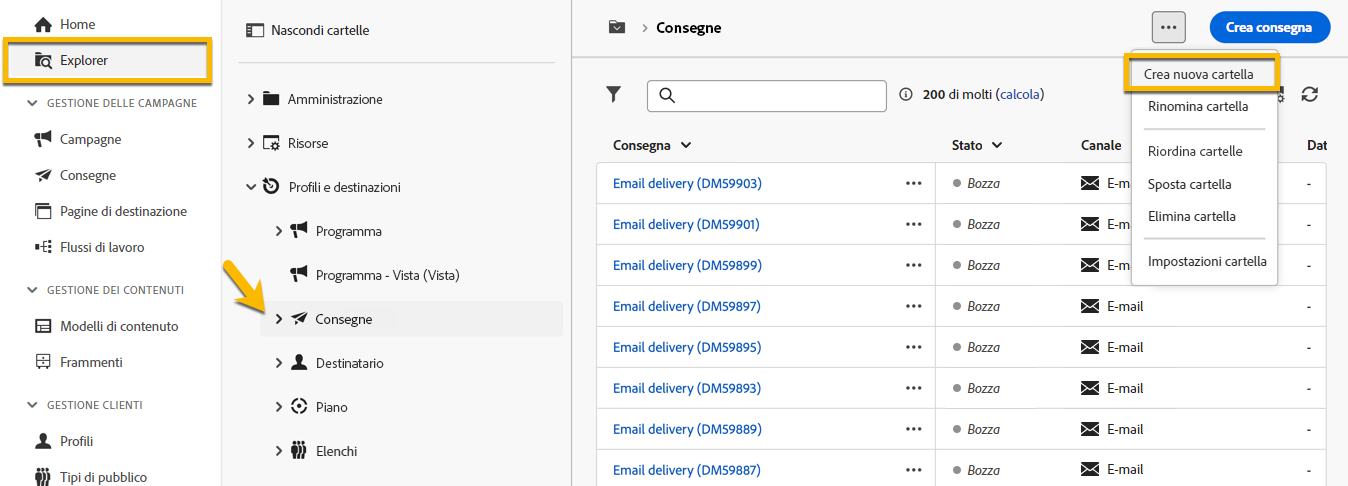 Home
Explorer
GESTIONE DELLE CAMPAGNE
Campagne
Consegne
Pagine di destinazione
Flussi di lavoro
GESTIONE DEI CONTENUTI
Modelli di contenuto
Frammenti
GESTIONE CLIENTI
Profili
Tipi di pubblico
Nascondi cartelle
Amministrazione
Risorse
Profili e destinazioni
Programma
Programma - Vista (Vista)
Consegne
Destinatario
Piano
Elenchi
Consegne
Crea consegna
Crea nuova cartella
Rinomina cartella
Riordina cartelle
Sposta cartella
Elimina cartella
Impostazioni cartella
200 di molti (calcola)
Consegna Stato Canale Dat
Email delivery (DM59903) Bozza E-m -
Email delivery (DM59901) Bozza E-m -
Email delivery (DM59899) Bozza E-m -
Email delivery (DM59897) Bozza E-mail -
Email delivery (DM59895) Bozza E-mail -
Email delivery (DM59893) Bozza E-mail -
Email delivery (DM59889) Bozza E-mail -
Email delivery (DM59887) Bozza E-mail -